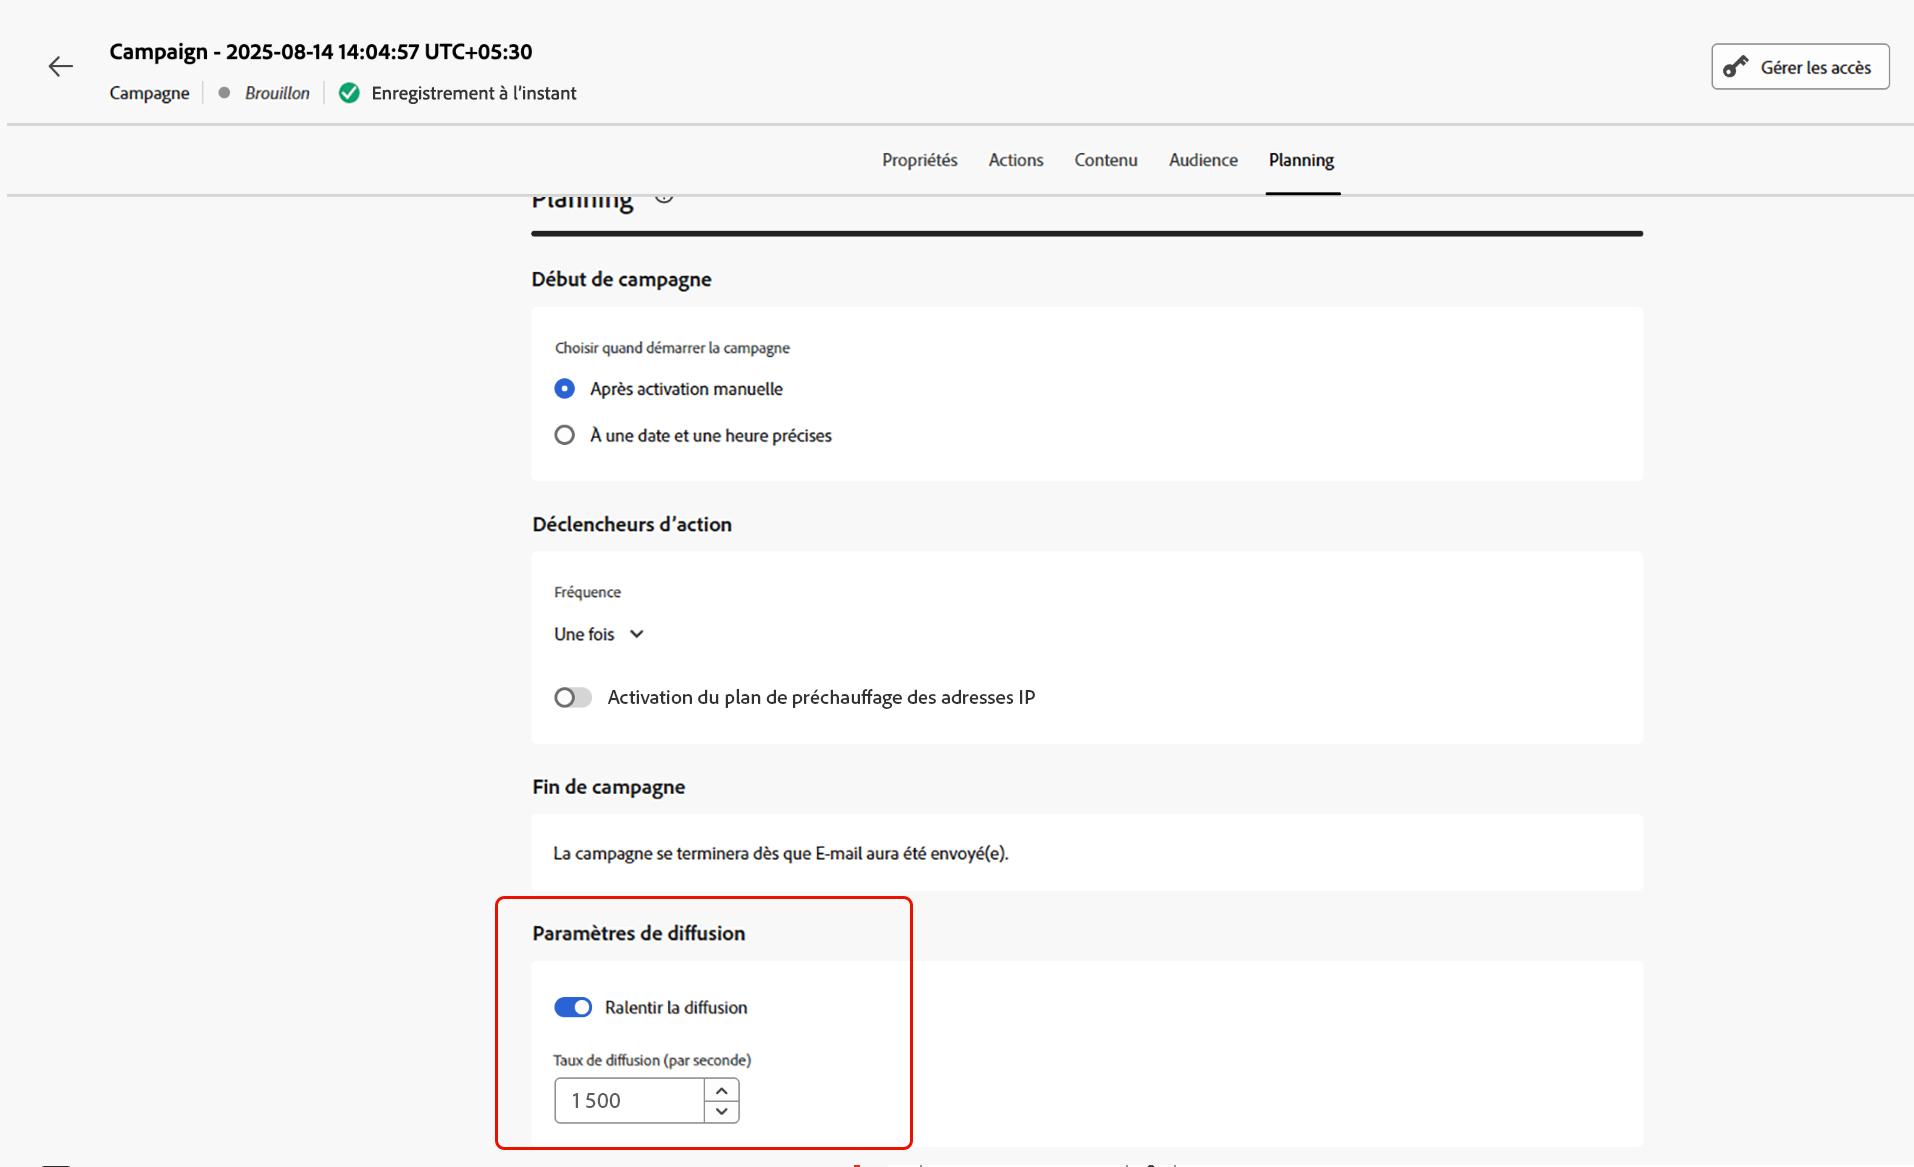 Campaign - 2025-08-14 14:04:57 UTC+05:30
Gérer les accès
Campagne Brouillon Enregistrement à l’instant
Propriétés Actions Contenu Audience Planning
Planning
Début de campagne
Choisir quand démarrer la campagne
Après activation manuelle
À une date et une heure précises
Déclencheurs d’action
Fréquence
Une fois
Activation du plan de préchauffage des adresses IP
Fin de campagne
La campagne se terminera dès que E-mail aura été envoyé(e).
Paramètres de diffusion
Ralentir la diffusion
Taux de diffusion (par seconde)
1 500